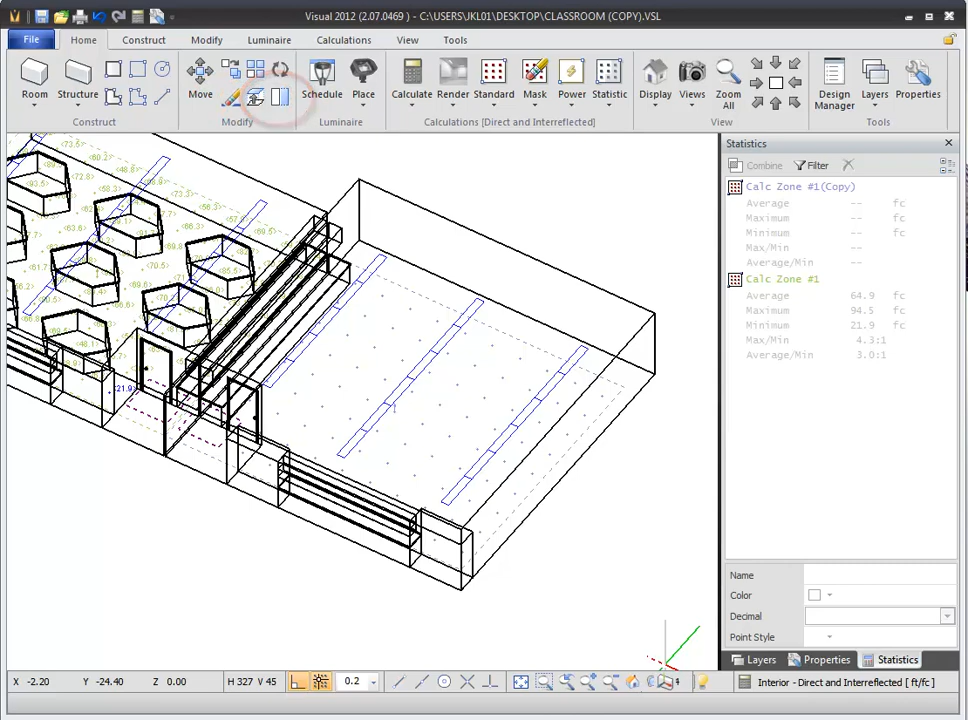 Visual 2012 (2.07.0469 ) - C:\USERS\JKL01\DESKTOP\CLASSROOM (COPY).VSL
File Home Construct Modify Luminaire Calculations View Tools
Room Structure Move Schedule Place Calculate Render Standard Mask Power Statistic Display Views Zoom All Design Manager Layers Properties
Construct Modify Luminaire Calculations [Direct and Interreflected] View Tools
Statistics
Combine Filter
Calc Zone #1(Copy)
Average -- fc
Maximum -- fc
Minimum -- fc
Max/Min --
Average/Min --
Calc Zone #1
Average 64.9 fc
Maximum 94.5 fc
Minimum 21.9 fc
Max/Min 4.3:1
Average/Min 3.0:1
Name
Color
Decimal
Point Style
Layers Properties Statistics
X -2.20 Y -24.40 Z 0.00 H 327 V 45 0.2 Interior - Direct and Interreflected [ ft/fc ]